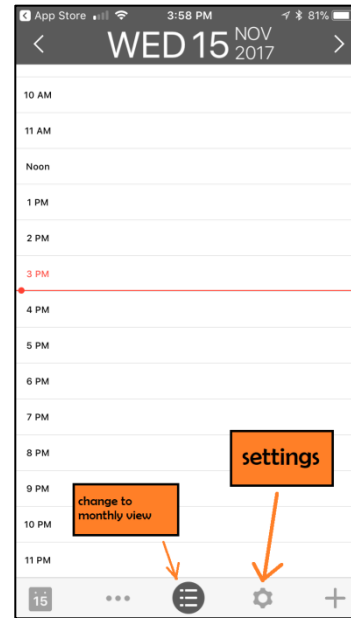 App Store 3:58 PM 81%
WED 15 NOV 2017
10 AM
11 AM
Noon
1 PM
2 PM
3 PM
4 PM
5 PM
6 PM
7 PM
8 PM
settings
9 PM
change to
monthly view
10 PM
11 PM
15